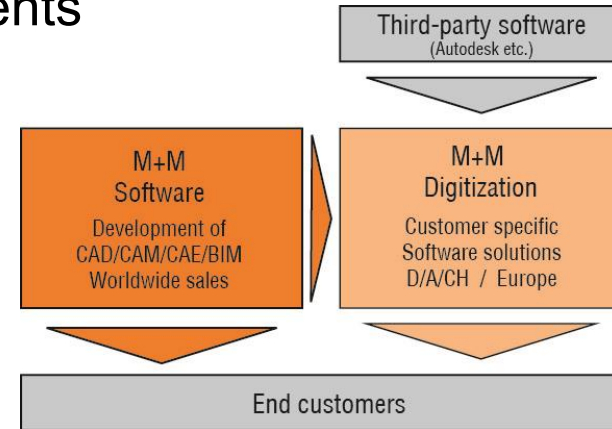 ents
Third-party software
(Autodesk etc.)
M+M
Software
Development of
CAD/CAM/CAE/BIM
Worldwide sales
M+M
Digitization
Customer specific
Software solutions
D/A/CH / Europe
End customers